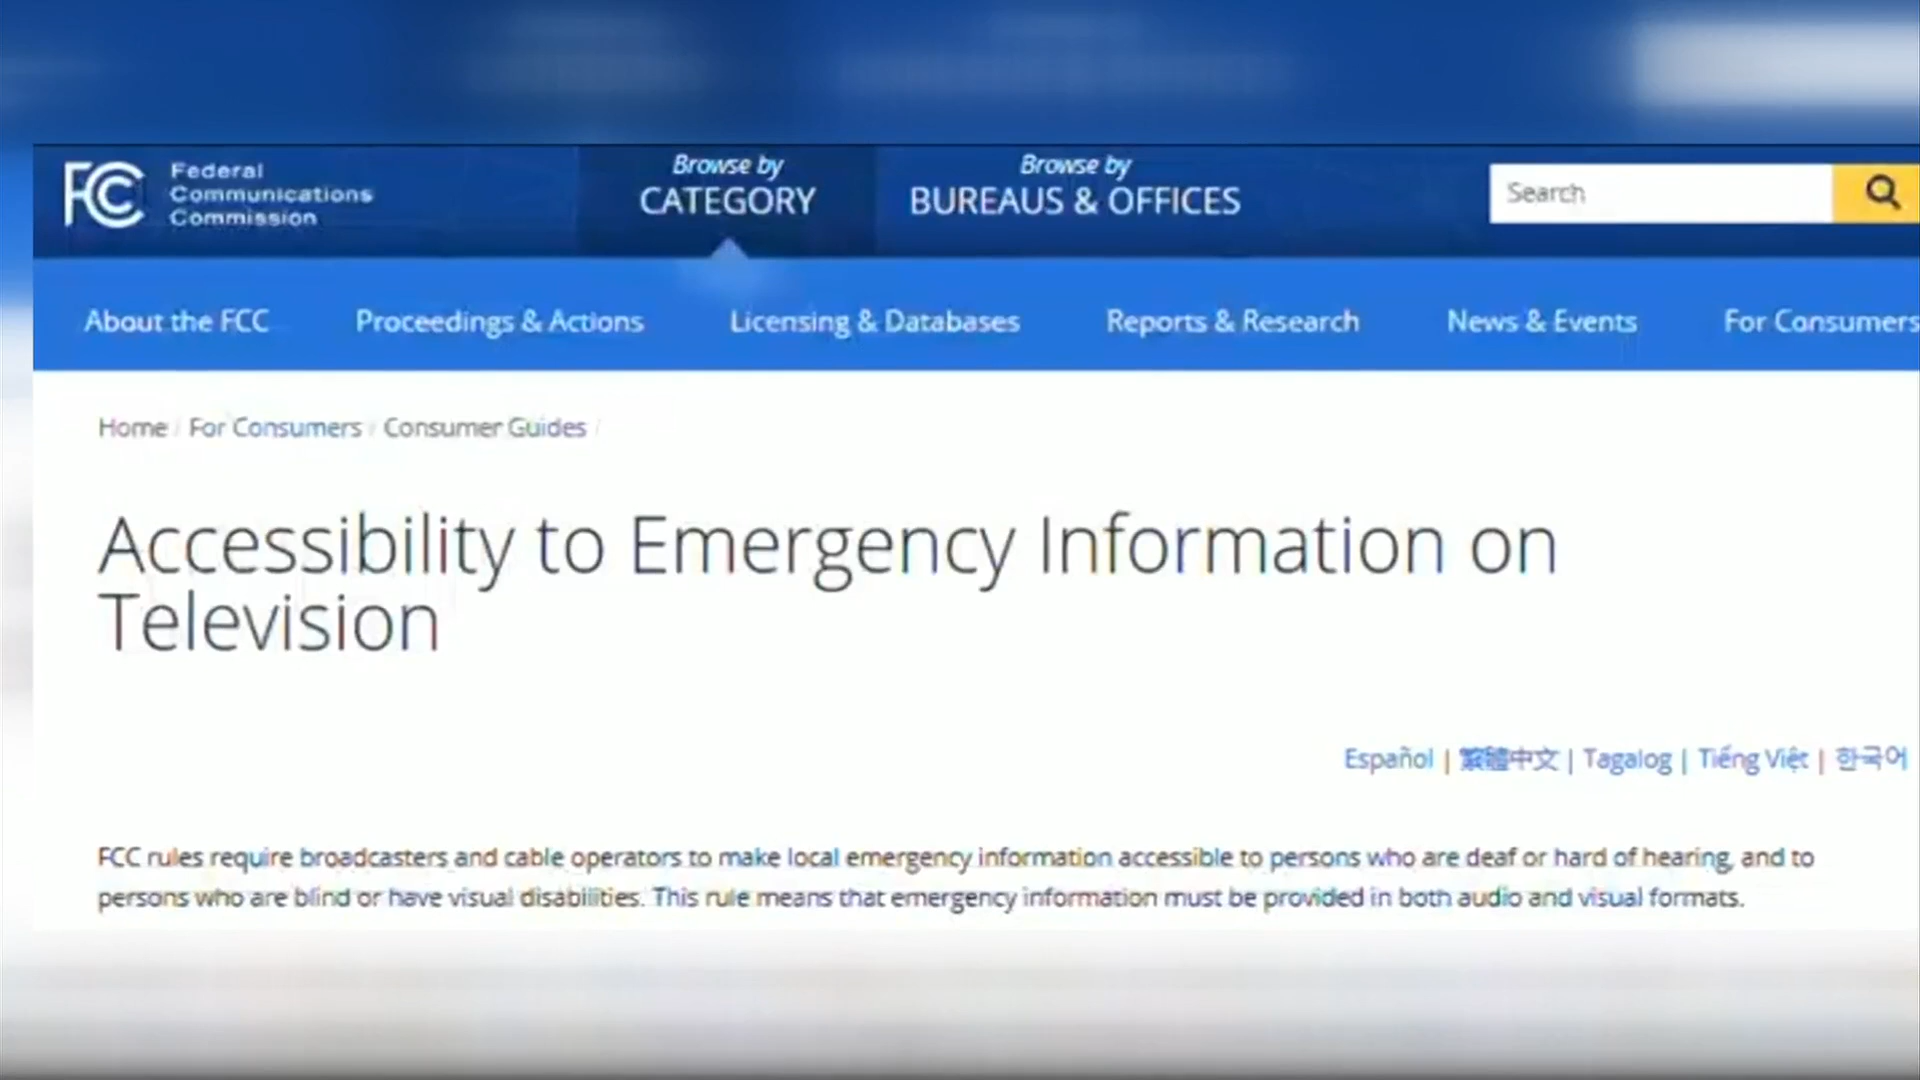 FCC Federal Communications Commission
Browse by
CATEGORY
Browse by
BUREAUS & OFFICES
Search
About the FCC
Proceedings & Actions
Licensing & Databases
Reports & Research
News & Events
For Consumers
Home / For Consumers / Consumer Guides /
Accessibility to Emergency Information on
Television
Español | 繁體中文 | Tagalog | Tiếng Việt | 한국어
FCC rules require broadcasters and cable operators to make local emergency information accessible to persons who are deaf or hard of hearing, and to
persons who are blind or have visual disabilities. This rule means that emergency information must be provided in both audio and visual formats.